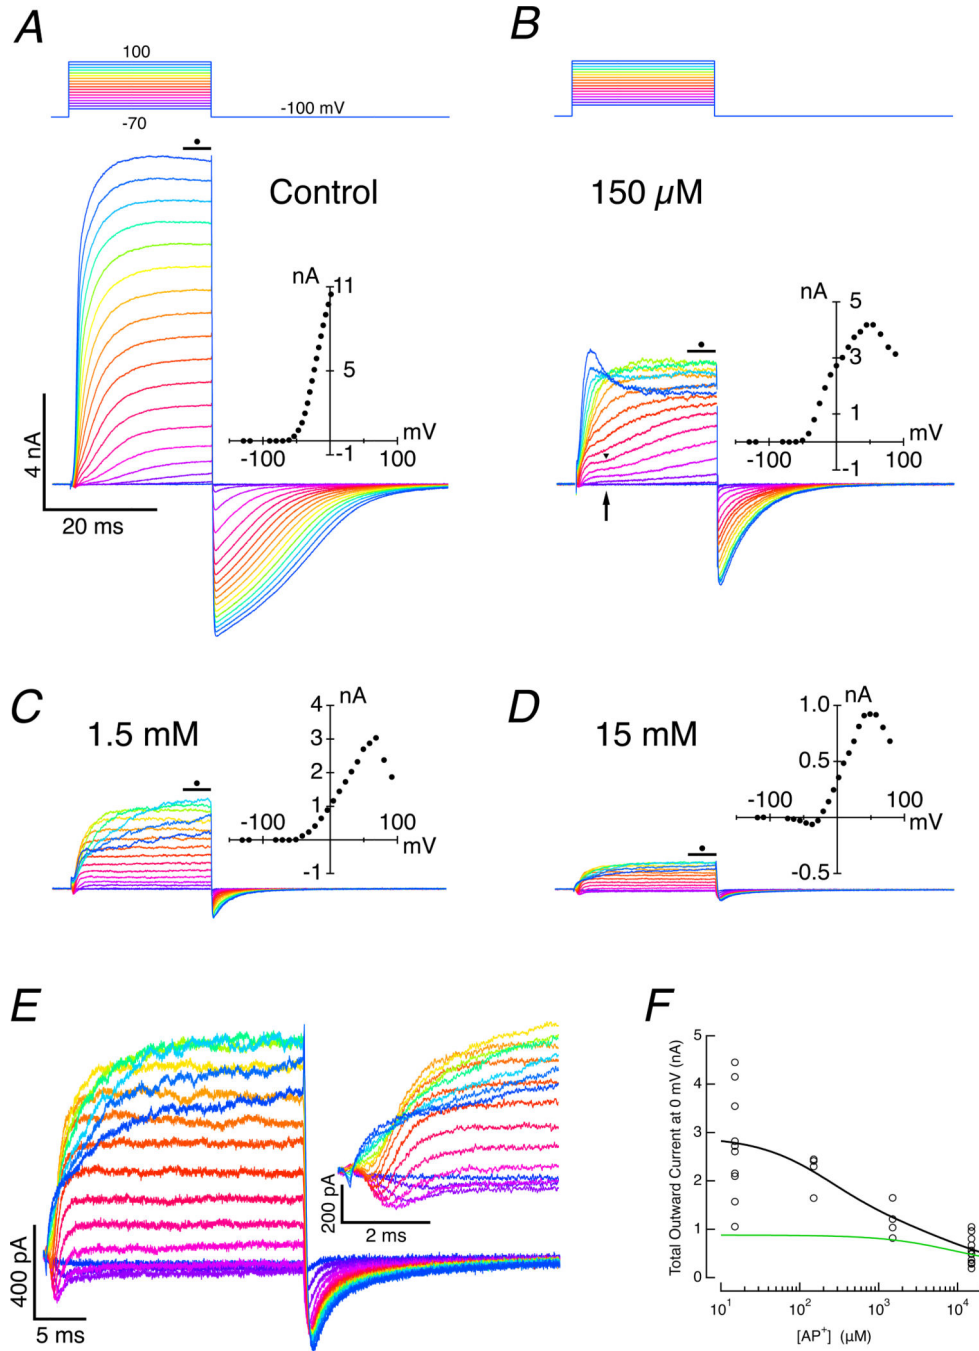 A
B
100
-70
-100 mV
Control
150 µM
nA
11
5
-1
-100
100
mV
4 nA
20 ms
nA
5
3
1
-1
-100
100
mV
C
1.5 mM
nA
4
3
2
1
-1
-100
100
mV
D
15 mM
nA
1.0
0.5
-0.5
-100
100
mV
E
400 pA
5 ms
200 pA
2 ms
F
Total Outward Current at 0 mV (nA)
5
4
3
2
1
0
10¹
10²
10³
10⁴
[AP⁺] (µM)